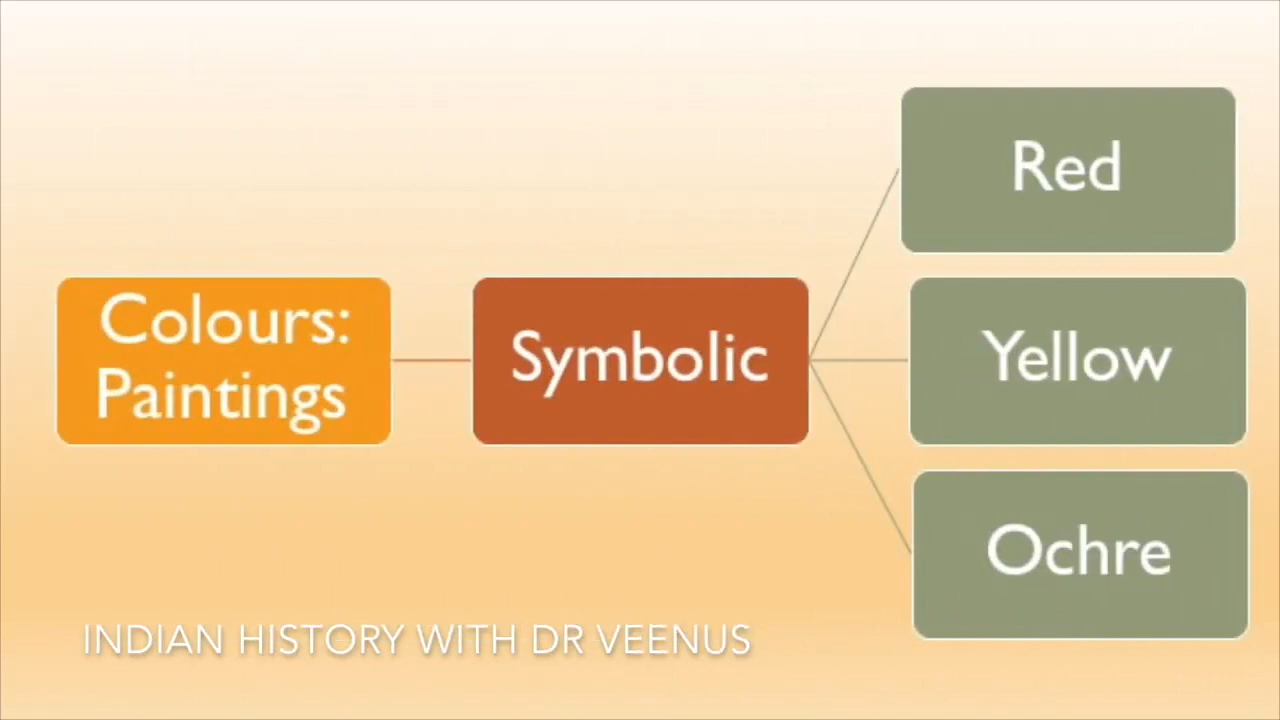 Colours:
Paintings
Symbolic
Red
Yellow
Ochre
INDIAN HISTORY WITH DR VEENUS